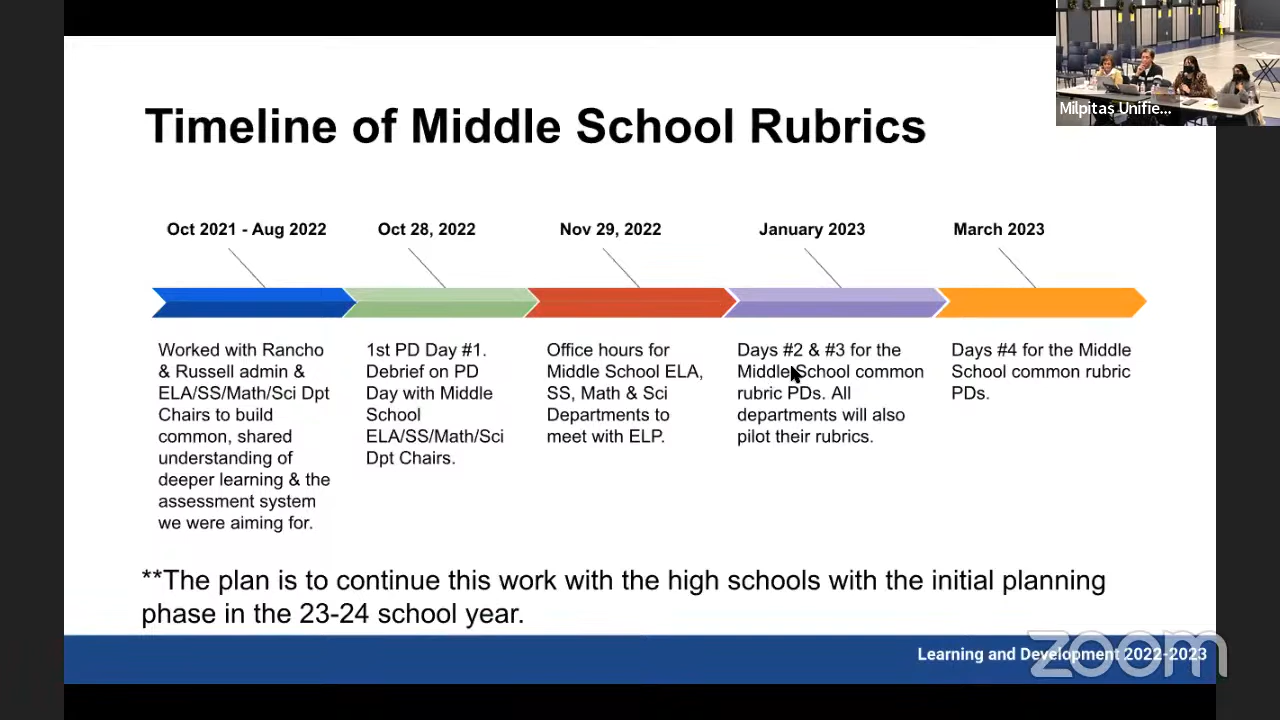 Milpitas Unifie...
Timeline of Middle School Rubrics
Oct 2021 - Aug 2022
Oct 28, 2022
Nov 29, 2022
January 2023
March 2023
Worked with Rancho
& Russell admin &
ELA/SS/Math/Sci Dpt
Chairs to build
common, shared
understanding of
deeper learning & the
assessment system
we were aiming for.
1st PD Day #1.
Debrief on PD
Day with Middle
School
ELA/SS/Math/Sci
Dpt Chairs.
Office hours for
Middle School ELA,
SS, Math & Sci
Departments to
meet with ELP.
Days #2 & #3 for the
Middle School common
rubric PDs. All
departments will also
pilot their rubrics.
Days #4 for the Middle
School common rubric
PDs.
**The plan is to continue this work with the high schools with the initial planning
phase in the 23-24 school year.
Learning and Development 2022-2023
zoom